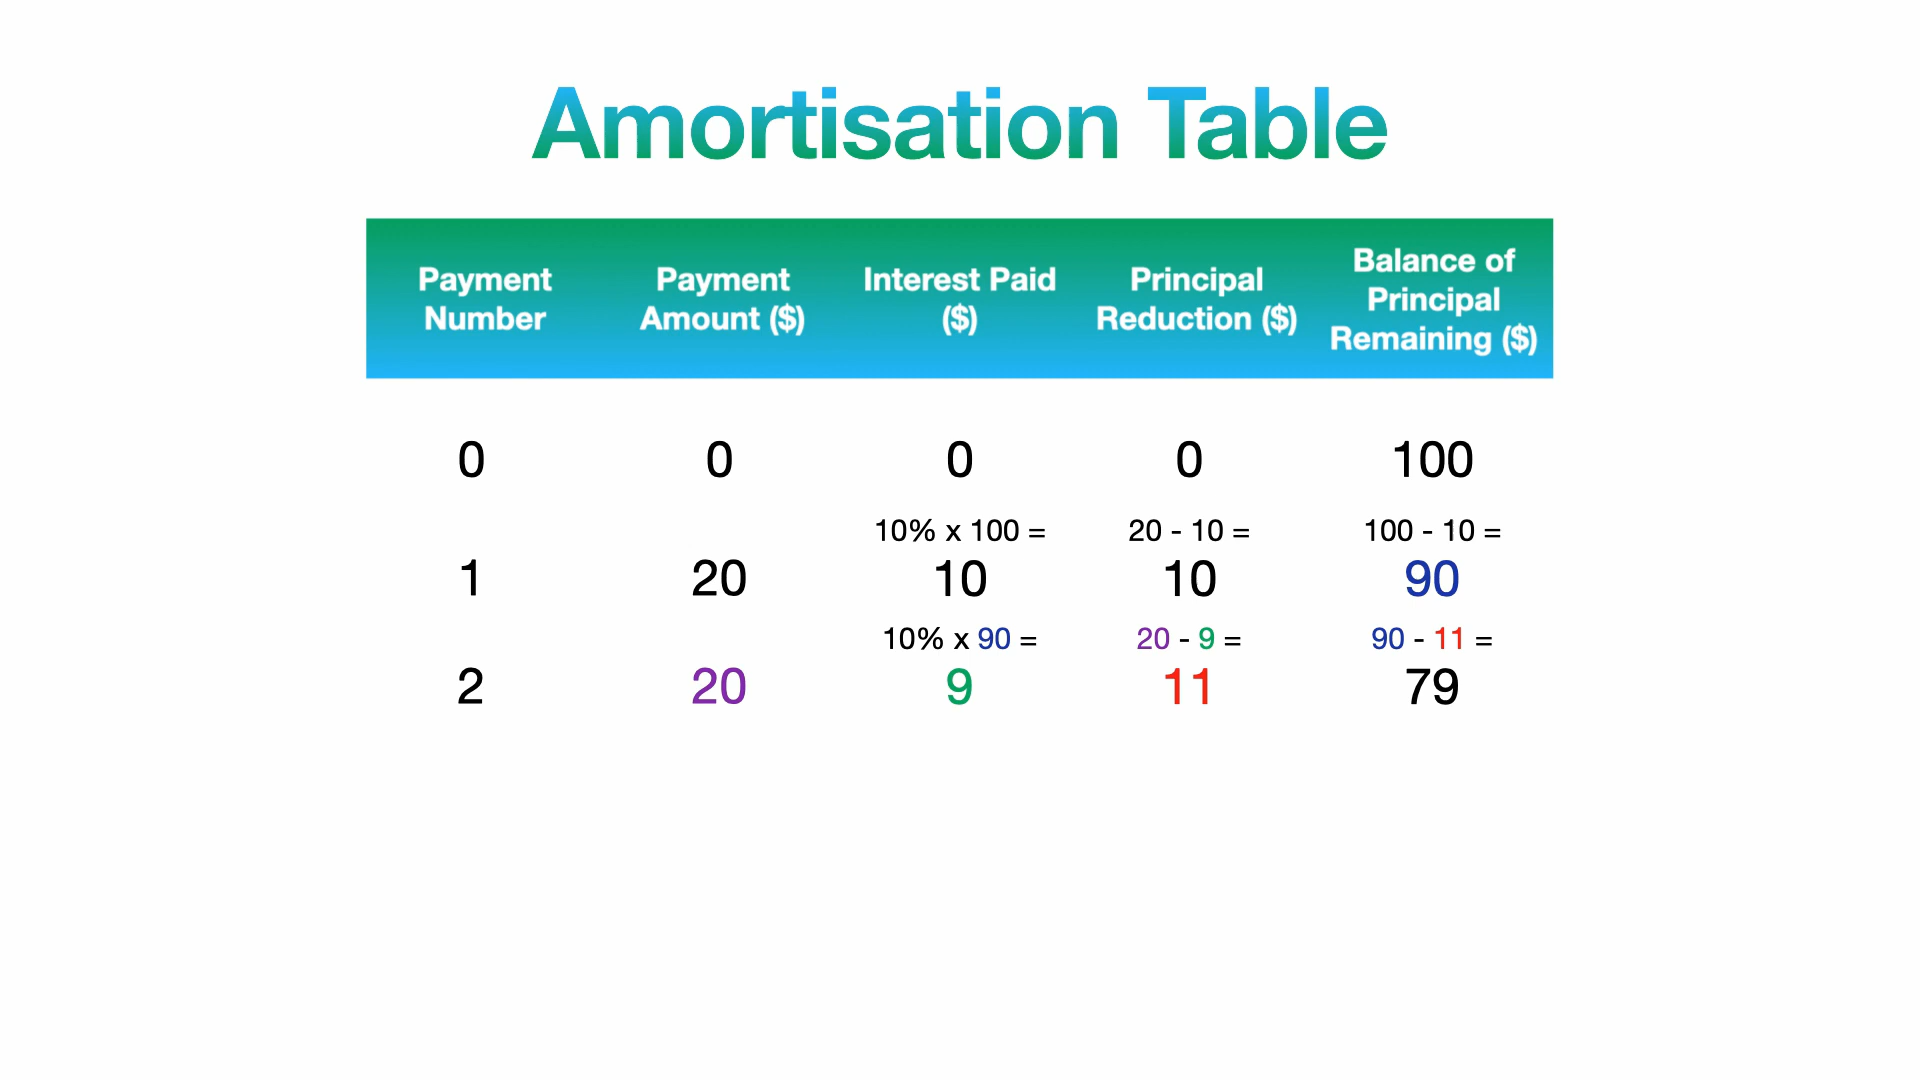 Amortisation Table
Payment Number
Payment Amount ($)
Interest Paid ($)
Principal Reduction ($)
Balance of Principal Remaining ($)
0 0 0 0 100
10% x 100 = 20 - 10 = 100 - 10 =
1 20 10 10 90
10% x 90 = 20 - 9 = 90 - 11 =
2 20 9 11 79